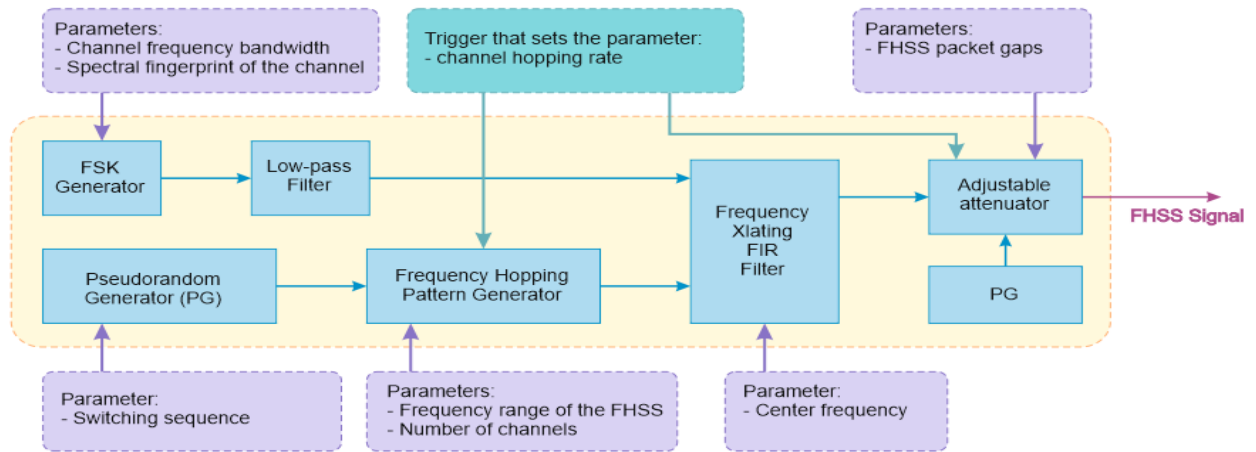 Parameters:
- Channel frequency bandwidth
- Spectral fingerprint of the channel
Trigger that sets the parameter:
- channel hopping rate
Parameters:
- FHSS packet gaps
FSK
Generator
Low-pass
Filter
Frequency
Xlating
FIR
Filter
Adjustable
attenuator
FHSS Signal
Pseudorandom
Generator (PG)
Frequency Hopping
Pattern Generator
PG
Parameter:
- Switching sequence
Parameters:
- Frequency range of the FHSS
- Number of channels
Parameter:
- Center frequency